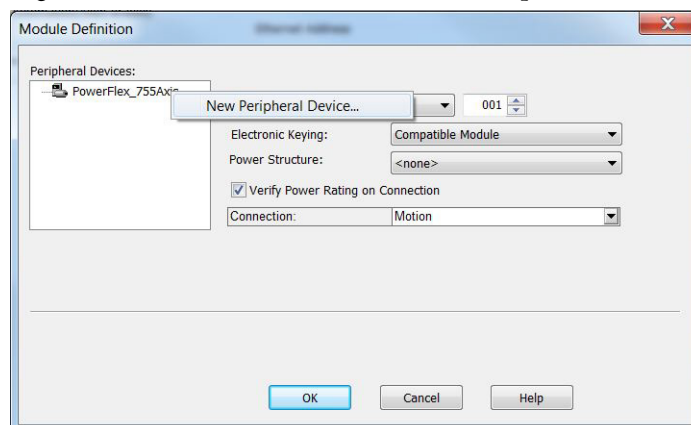 Module Definition
Peripheral Devices:
PowerFlex_755Axis
New Peripheral Device...
001
Electronic Keying:
Compatible Module
Power Structure:
<none>
Verify Power Rating on Connection
Connection:
Motion
OK
Cancel
Help